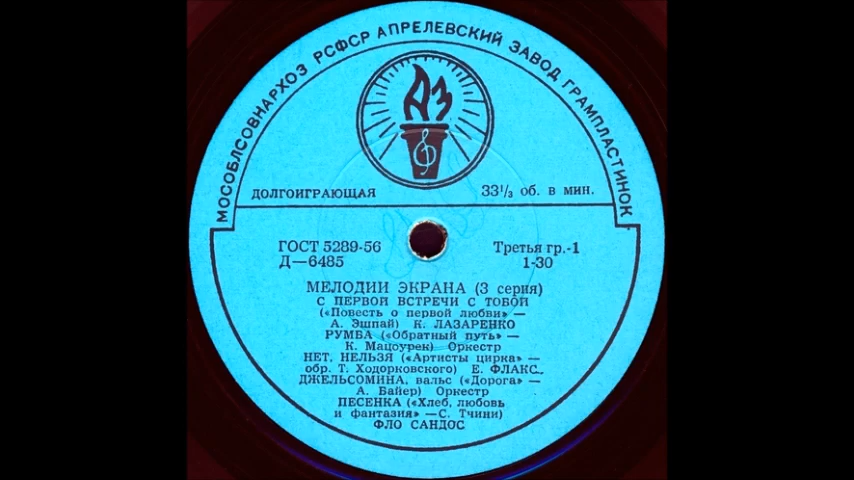 МОСОБЛСОВНАРХОЗ РСФСР АПРЕЛЕВСКИЙ ЗАВОД ГРАМПЛАСТИНОК
АЗ
ДОЛГОИГРАЮЩАЯ 33⅓ об. в мин.
ГОСТ 5289-56 Третья гр.-1
Д—6485 1-30
МЕЛОДИИ ЭКРАНА (3 серия)
С ПЕРВОЙ ВСТРЕЧИ С ТОБОЙ
(«Повесть о первой любви» —
А. Эшпай) К. ЛАЗАРЕНКО
РУМБА («Обратный путь» —
К. Мацоурек) Оркестр
НЕТ, НЕЛЬЗЯ («Артисты цирка» —
обр. Т. Ходорковского) Е. ФЛАКС
ДЖЕЛЬСОМИНА, вальс («Дорога» —
А. Байер) Оркестр
ПЕСЕНКА («Хлеб, любовь
и фантазия» —С. Тчини)
ФЛО САНДОС